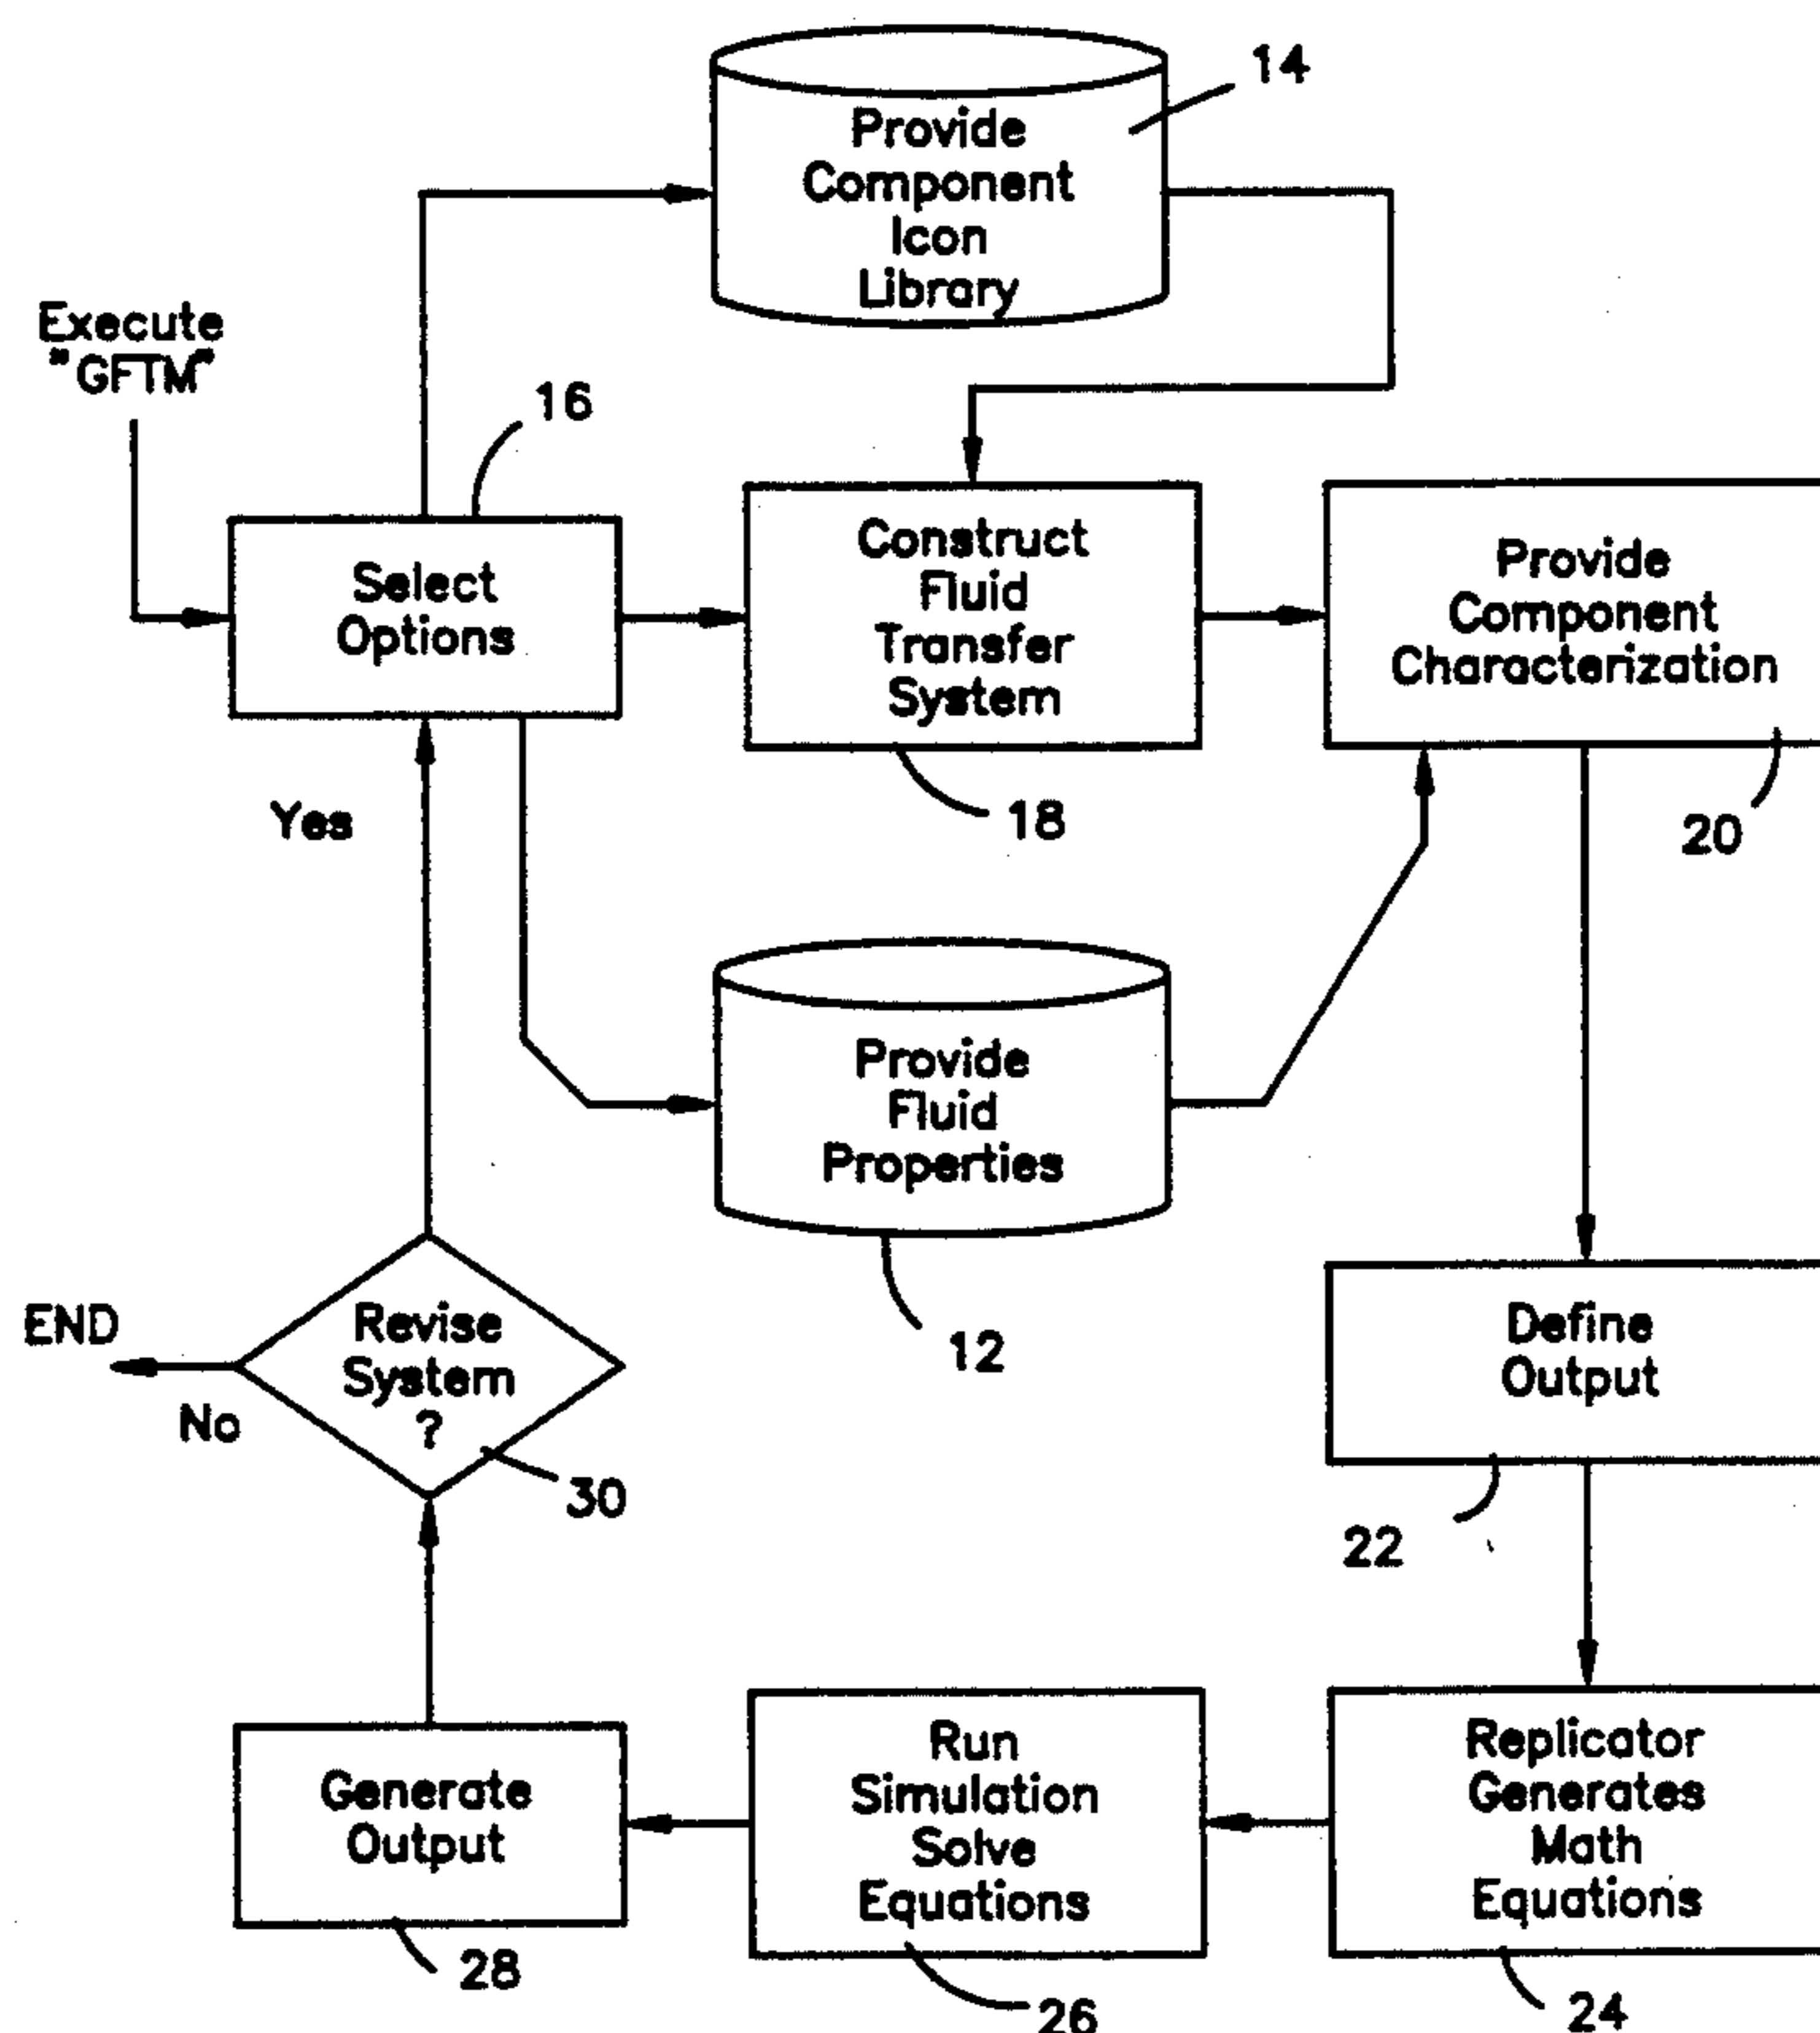 14
Provide
Component
Icon
Library
Execute
"GFTM"
16
Select
Options
Construct
Fluid
Transfer
System
Provide
Component
Characterization
18
20
Yes
Provide
Fluid
Properties
12
END
Revise
System
?
No
30
Define
Output
22
Generate
Output
28
Run
Simulation
Solve
Equations
26
Replicator
Generates
Math
Equations
24